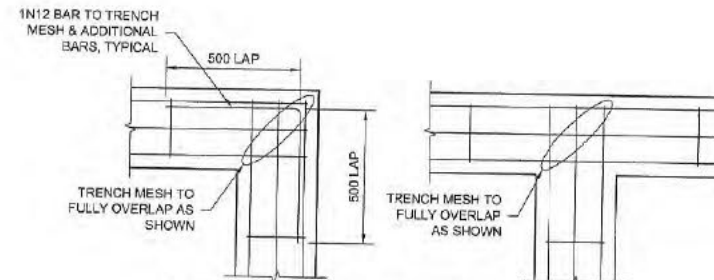 1N12 BAR TO TRENCH
MESH & ADDITIONAL
BARS, TYPICAL
500 LAP
500 LAP
TRENCH MESH TO
FULLY OVERLAP AS
SHOWN
TRENCH MESH TO
FULLY OVERLAP
AS SHOWN